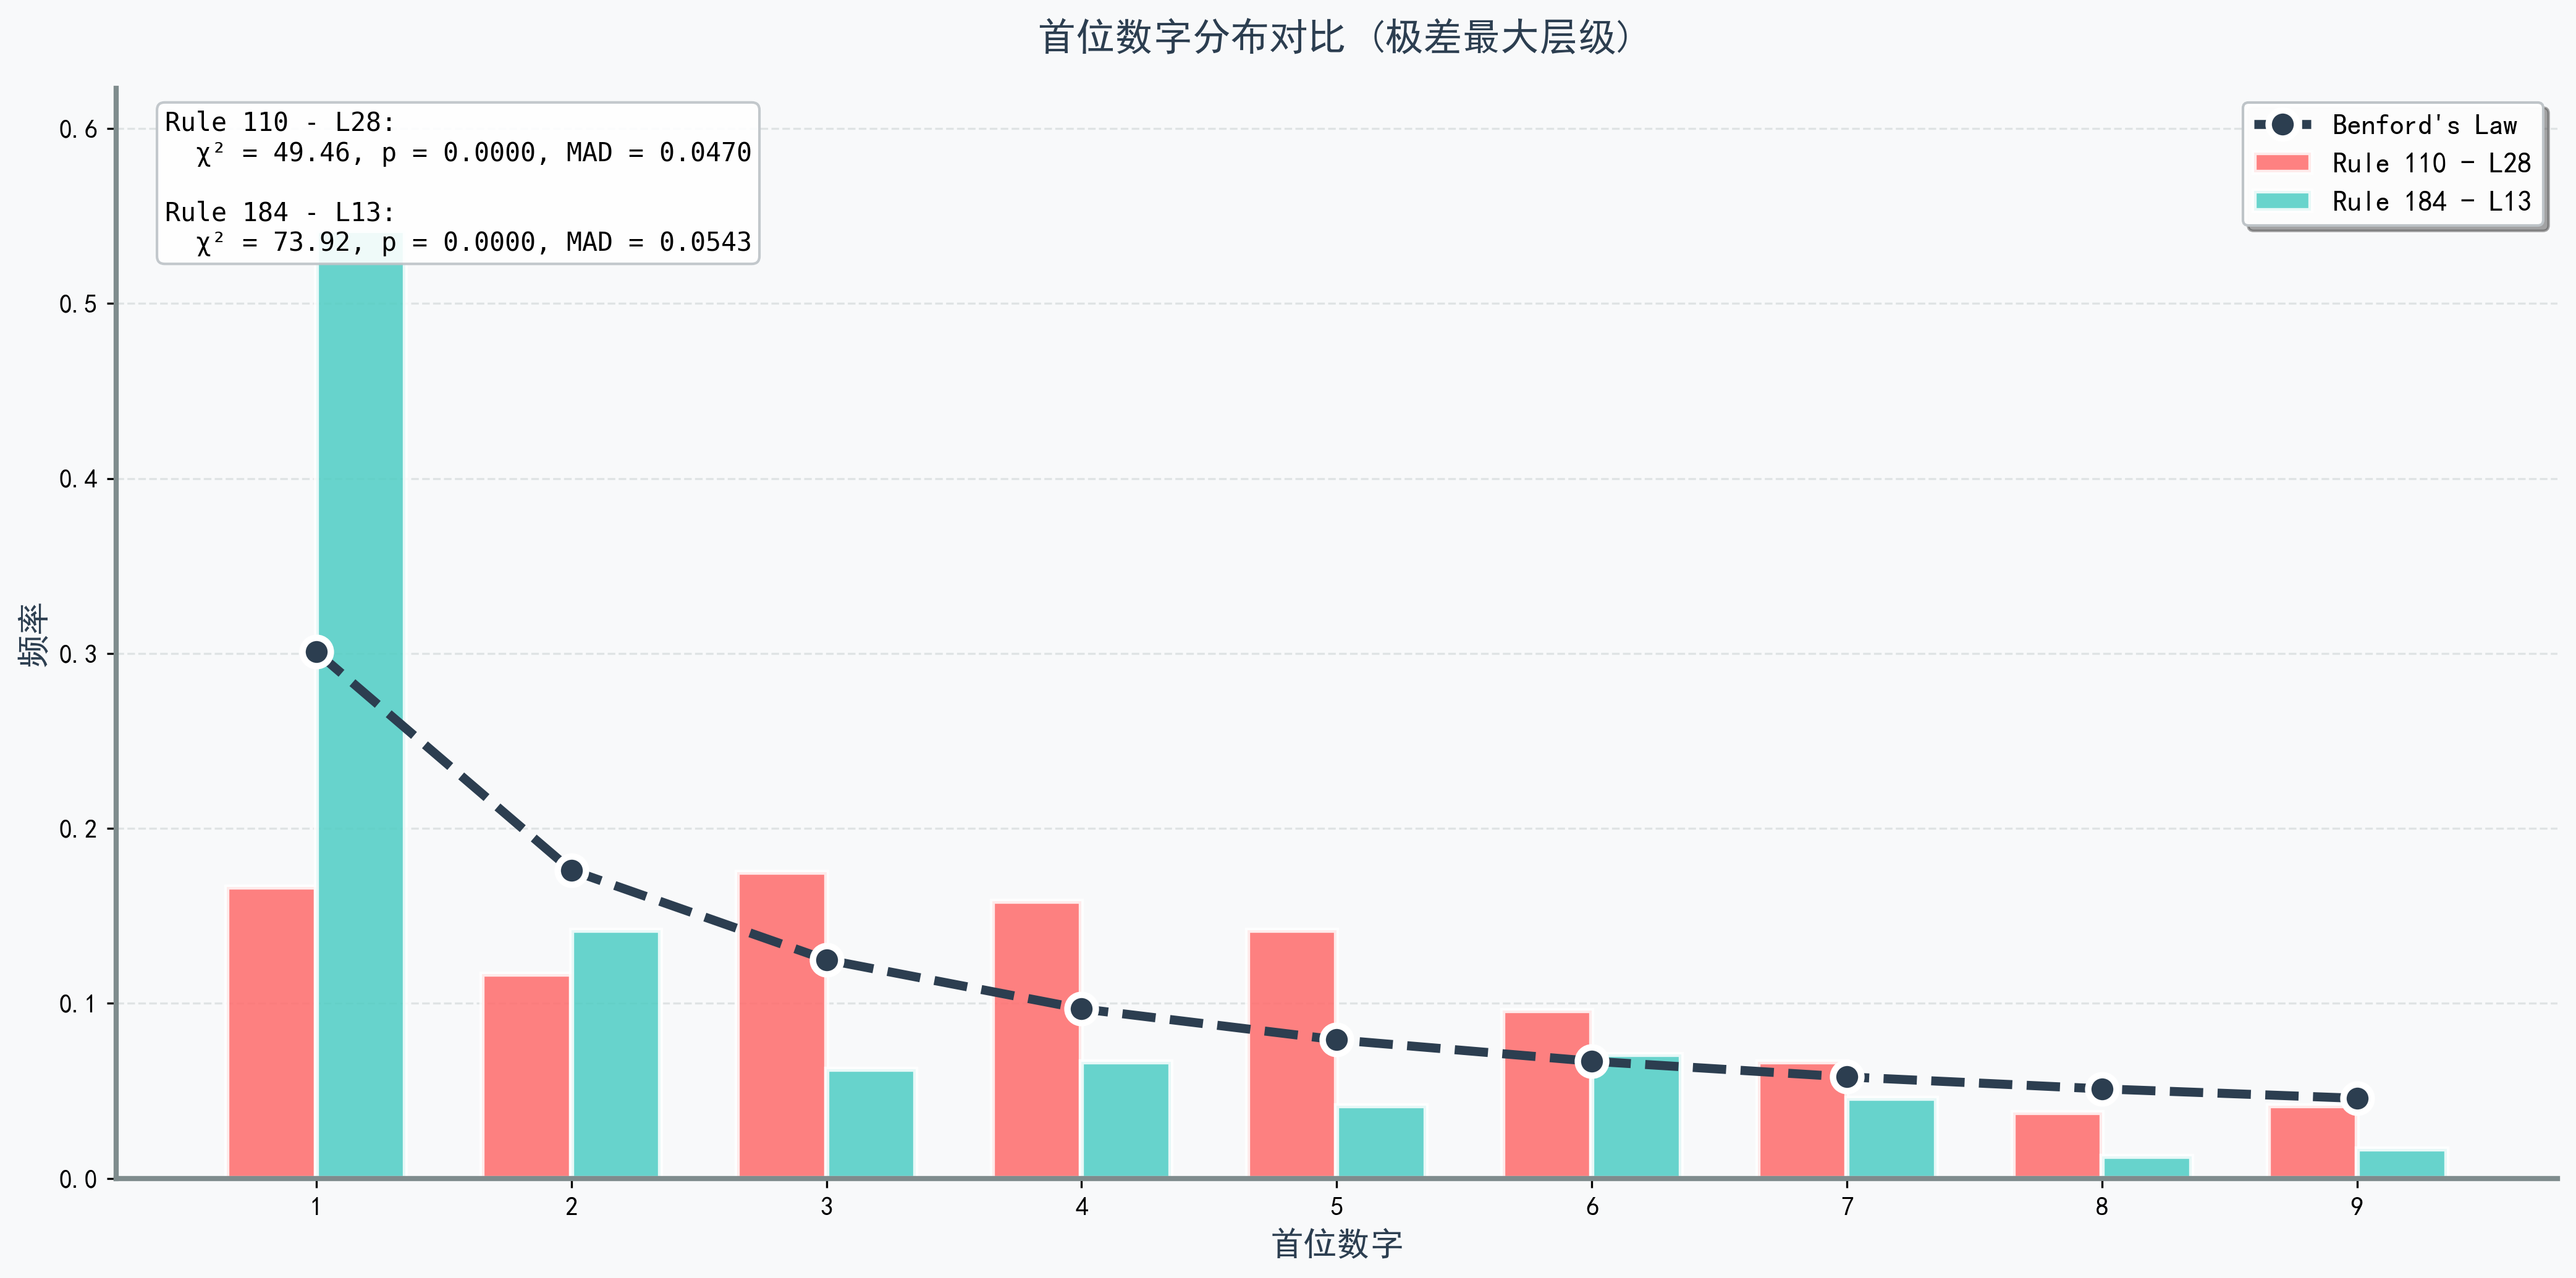 首位数字分布对比 (极差最大层级)
Rule 110 - L28:
χ² = 49.46, p = 0.0000, MAD = 0.0470
Rule 184 - L13:
χ² = 73.92, p = 0.0000, MAD = 0.0543
Benford's Law
Rule 110 - L28
Rule 184 - L13
频率
0.6
0.5
0.4
0.3
0.2
0.1
0.0
1 2 3 4 5 6 7 8 9
首位数字